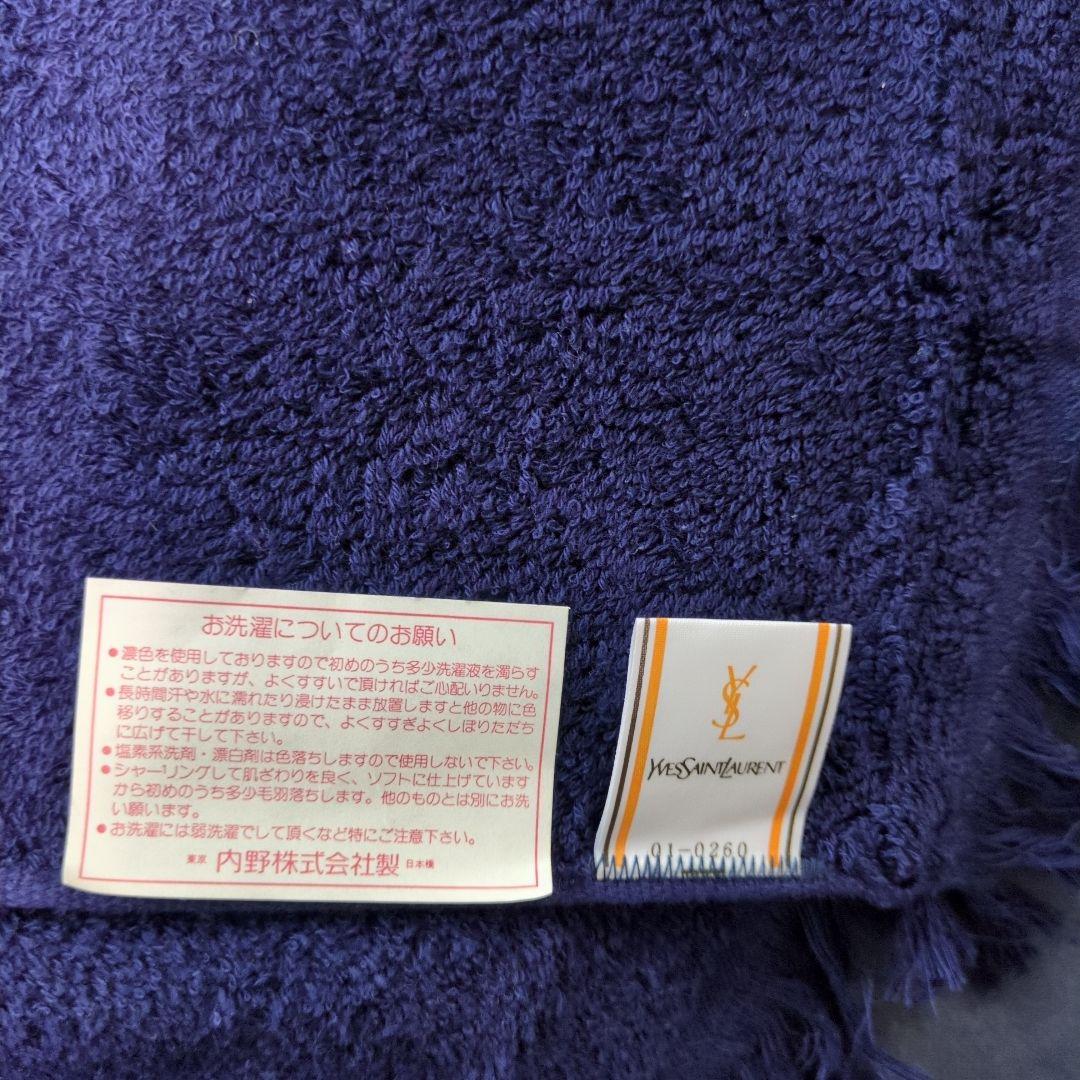 お洗濯についてのお願い
●濃色を使用しておりますので初めのうち多少洗濯液を濁らす
ことがありますが、よくすすいで頂ければご心配いりません。
●長時間汗や水に濡れたり浸けたまま放置しますと他の物に色
移りすることがありますので、よくすすぎよくしぼりただち
に広げて干して下さい。
●塩素系洗剤・漂白剤は色落ちしますので使用しないで下さい。
●シャーリングして肌ざわりを良く、ソフトに仕上げています
から初めのうち多少毛羽落ちします。他のものとは別にお洗
い願います。
●お洗濯には弱洗濯でして頂くなど特にご注意下さい。
東京 内野株式会社製 日本橋
YSL
YVESSAINTLAURENT
01-0260